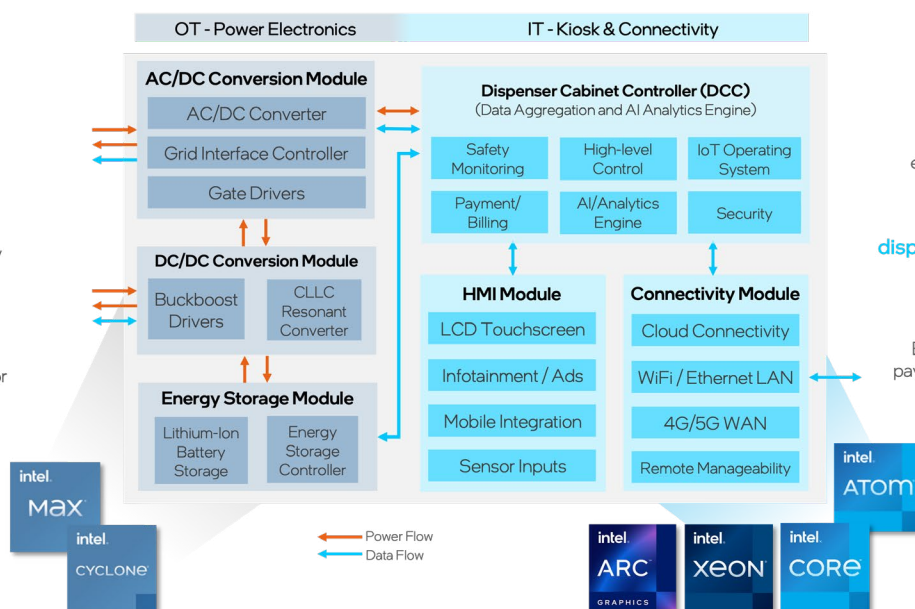 OT - Power Electronics
IT - Kiosk & Connectivity
AC/DC Conversion Module
AC/DC Converter
Grid Interface Controller
Gate Drivers
DC/DC Conversion Module
Buckboost
Drivers
CLLC
Resonant
Converter
Energy Storage Module
Lithium-Ion
Battery
Storage
Energy
Storage
Controller
Dispenser Cabinet Controller (DCC)
(Data Aggregation and AI Analytics Engine)
Safety
Monitoring
High-level
Control
IoT Operating
System
Payment/
Billing
AI/Analytics
Engine
Security
HMI Module
LCD Touchscreen
Infotainment / Ads
Mobile Integration
Sensor Inputs
Connectivity Module
Cloud Connectivity
WiFi / Ethernet LAN
4G/5G WAN
Remote Manageability
Power Flow
Data Flow
intel.
MAX
intel.
CYCLONE
intel.
ARC
GRAPHICS
intel.
XEON
intel.
CORE
intel.
ATOM